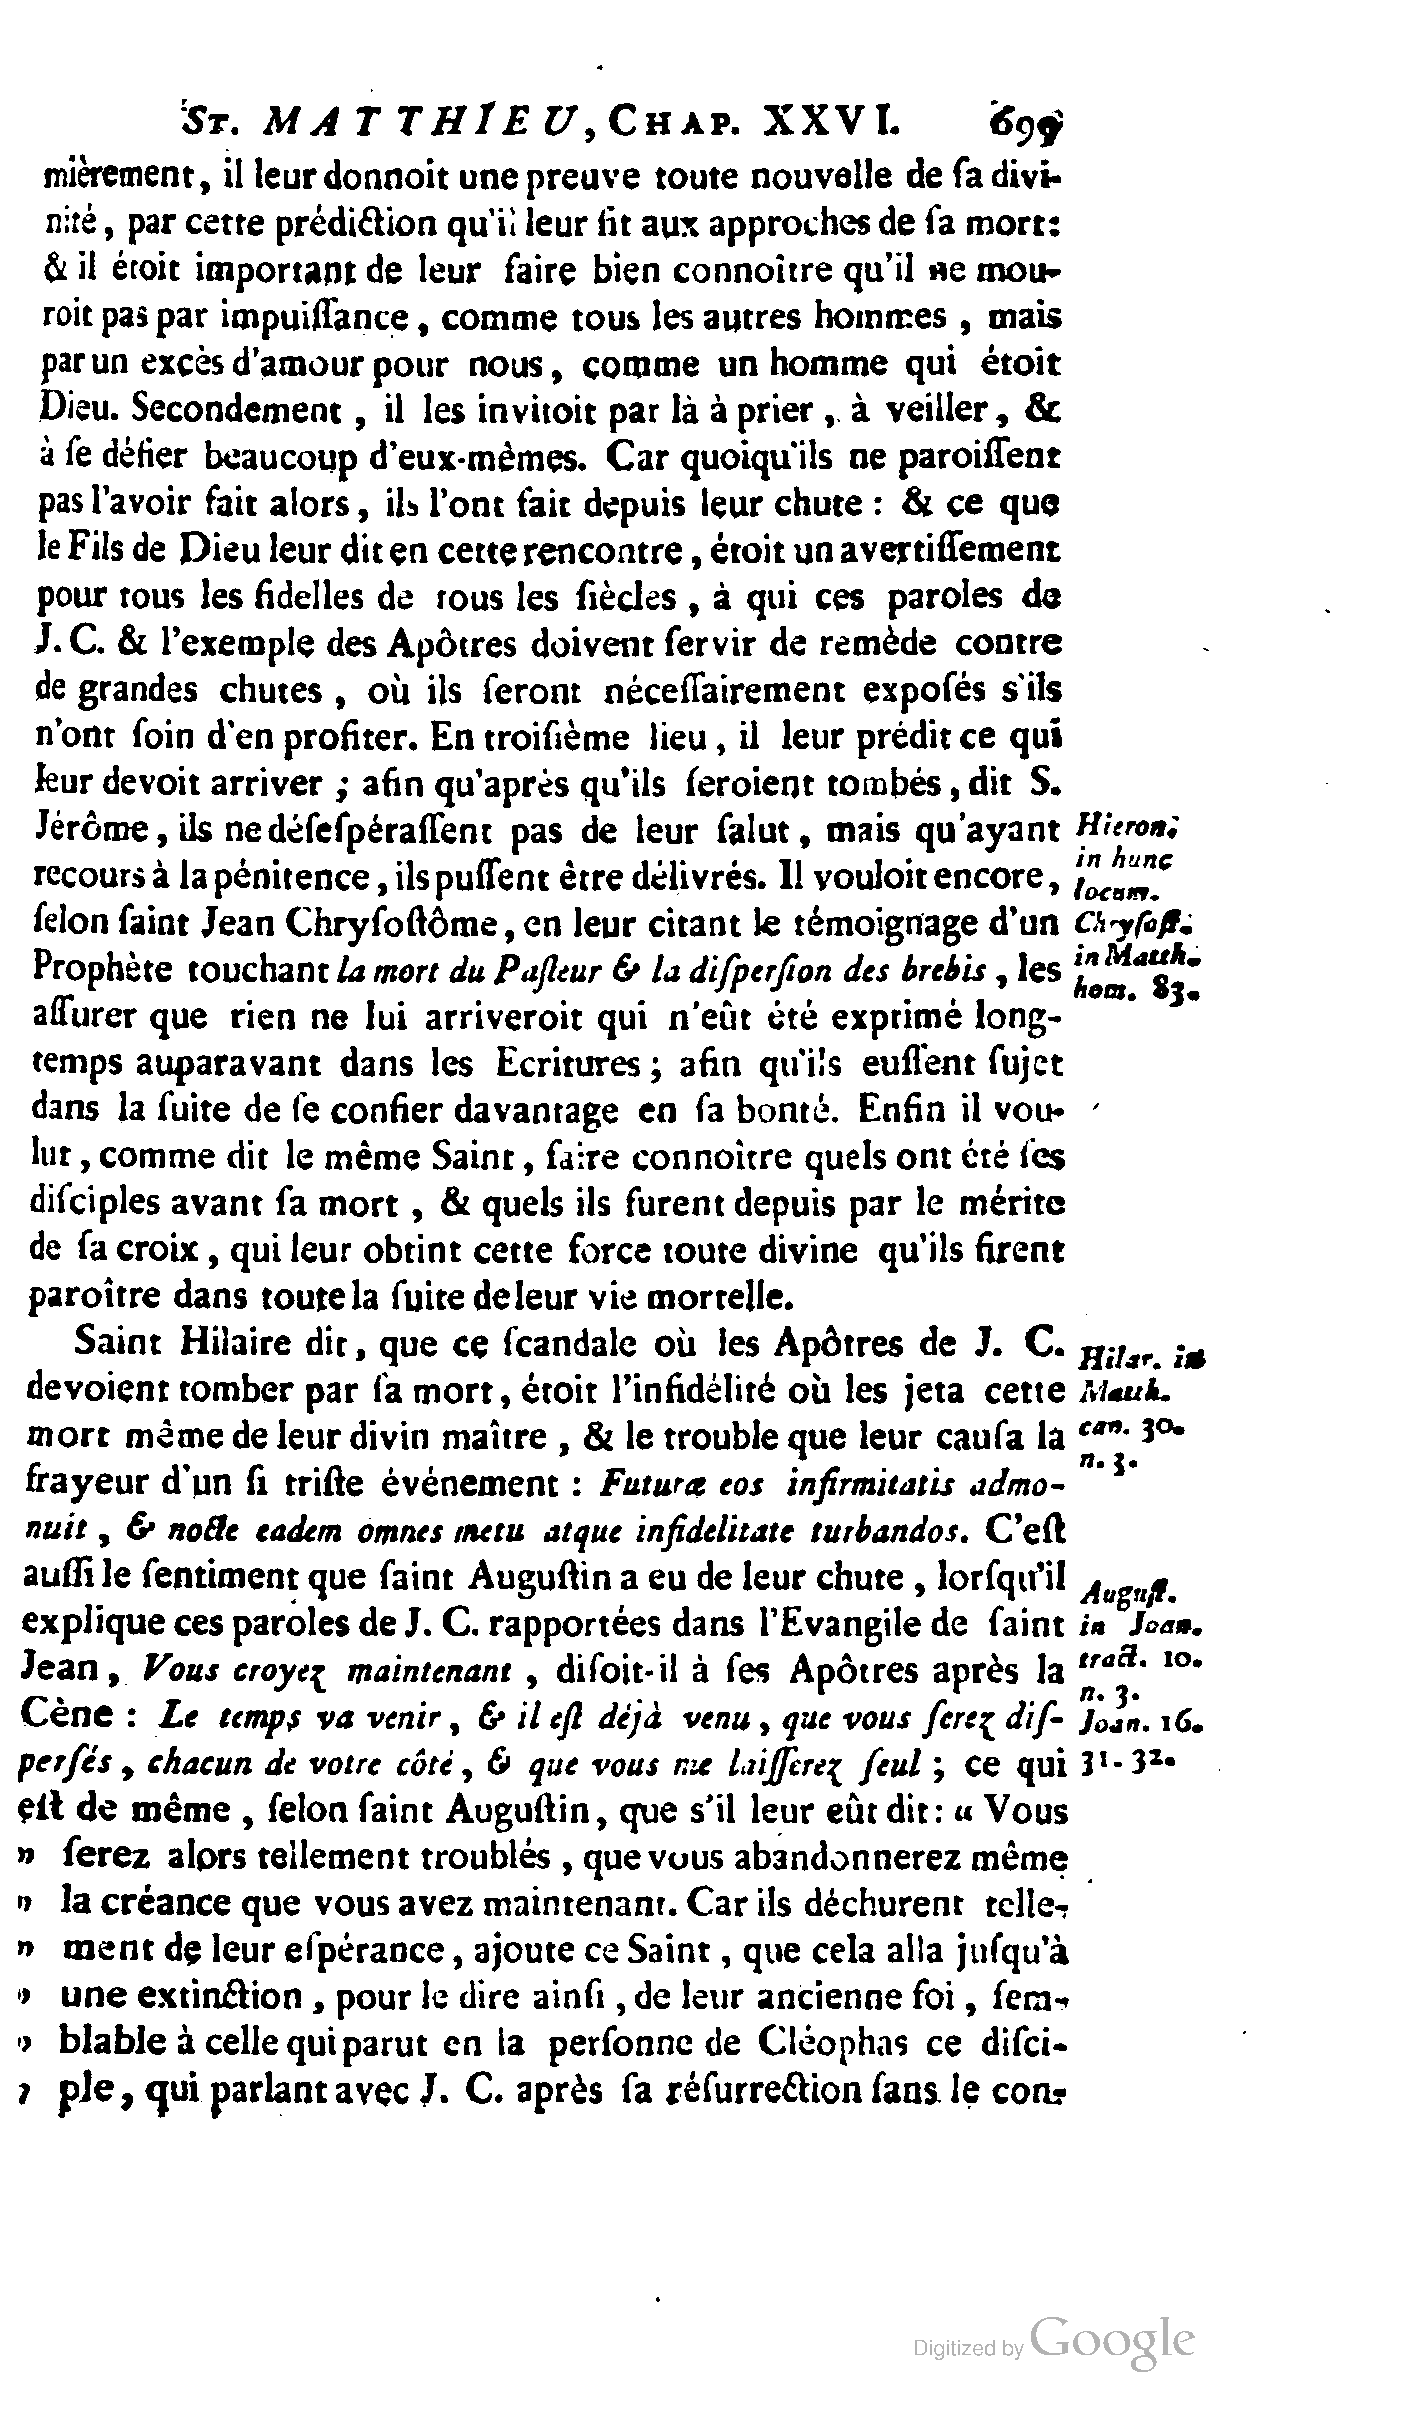 St. MATTHIEU, CHAP. XXVI. 699
mièrement, il leur donnoit une preuve toute nouvelle de ſa divi-
nité, par cette prédiction qu'il leur fit aux approches de ſa mort:
& il étoit important de leur faire bien connoître qu'il ne mou-
roit pas par impuiſſance, comme tous les autres hommes, mais
par un excès d'amour pour nous, comme un homme qui étoit
Dieu. Secondement, il les invitoit par là à prier, à veiller, &
à ſe défier beaucoup d'eux-mêmes. Car quoiqu'ils ne paroiſſent
pas l'avoir fait alors, ils l'ont fait depuis leur chute : & ce que
le Fils de Dieu leur dit en cette rencontre, étoit un avertiſſement
pour tous les fidelles de tous les ſiècles, à qui ces paroles de
J. C. & l'exemple des Apôtres doivent ſervir de remède contre
de grandes chutes, où ils ſeront néceſſairement expoſés s'ils
n'ont ſoin d'en profiter. En troiſième lieu, il leur prédit ce qui
leur devoit arriver ; afin qu'après qu'ils ſeroient tombés, dit S.
Jérôme, ils ne déſeſpéraſſent pas de leur ſalut, mais qu'ayant
recours à la pénitence, ils puſſent être délivrés. Il vouloit encore,
ſelon ſaint Jean Chryſoſtôme, en leur citant le témoignage d'un
Prophète touchant la mort du Paſteur & la diſperſion des brebis, les
aſſurer que rien ne lui arriveroit qui n'eût été exprimé long-
temps auparavant dans les Ecritures ; afin qu'ils euſſent ſujet
dans la ſuite de ſe confier davantage en ſa bonté. Enfin il vou-
lut, comme dit le même Saint, faire connoître quels ont été ſes
diſciples avant ſa mort, & quels ils furent depuis par le mérite
de ſa croix, qui leur obtint cette force toute divine qu'ils firent
paroître dans toute la ſuite de leur vie mortelle.
Hieron.
in hunc
locum.
Chryſoſt.
in Matth.
hom. 83.
Saint Hilaire dit, que ce ſcandale où les Apôtres de J. C.
devoient tomber par ſa mort, étoit l'infidélité où les jeta cette
mort même de leur divin maître, & le trouble que leur cauſa la
frayeur d'un ſi triſte événement : Futuræ eos infirmitatis admo-
nuit, & nocte eadem omnes metu atque infidelitate turbandos. C'eſt
auſſi le ſentiment que ſaint Auguſtin a eu de leur chute, lorſqu'il
explique ces paroles de J. C. rapportées dans l'Evangile de ſaint
Jean, Vous croyez maintenant, diſoit-il à ſes Apôtres après la
Cène : Le temps va venir, & il eſt déjà venu, que vous ſerez diſ-
perſés, chacun de votre côté, & que vous me laiſſerez ſeul ; ce qui
eſt de même, ſelon ſaint Auguſtin, que s'il leur eût dit: « Vous
» ſerez alors tellement troublés, que vous abandonnerez même
» la créance que vous avez maintenant. Car ils déchurent telle-
» ment de leur eſpérance, ajoute ce Saint, que cela alla juſqu'à
» une extinction, pour le dire ainſi, de leur ancienne foi, ſem-
» blable à celle qui parut en la perſonne de Cléophas ce diſci-
» ple, qui parlant avec J. C. après ſa réſurrection ſans le con-
Hilar. in
Matth.
can. 30.
n. 3.
Auguſt.
in Joan.
tract. 10.
n. 3.
Joan. 16.
31-32.
Digitized by Google